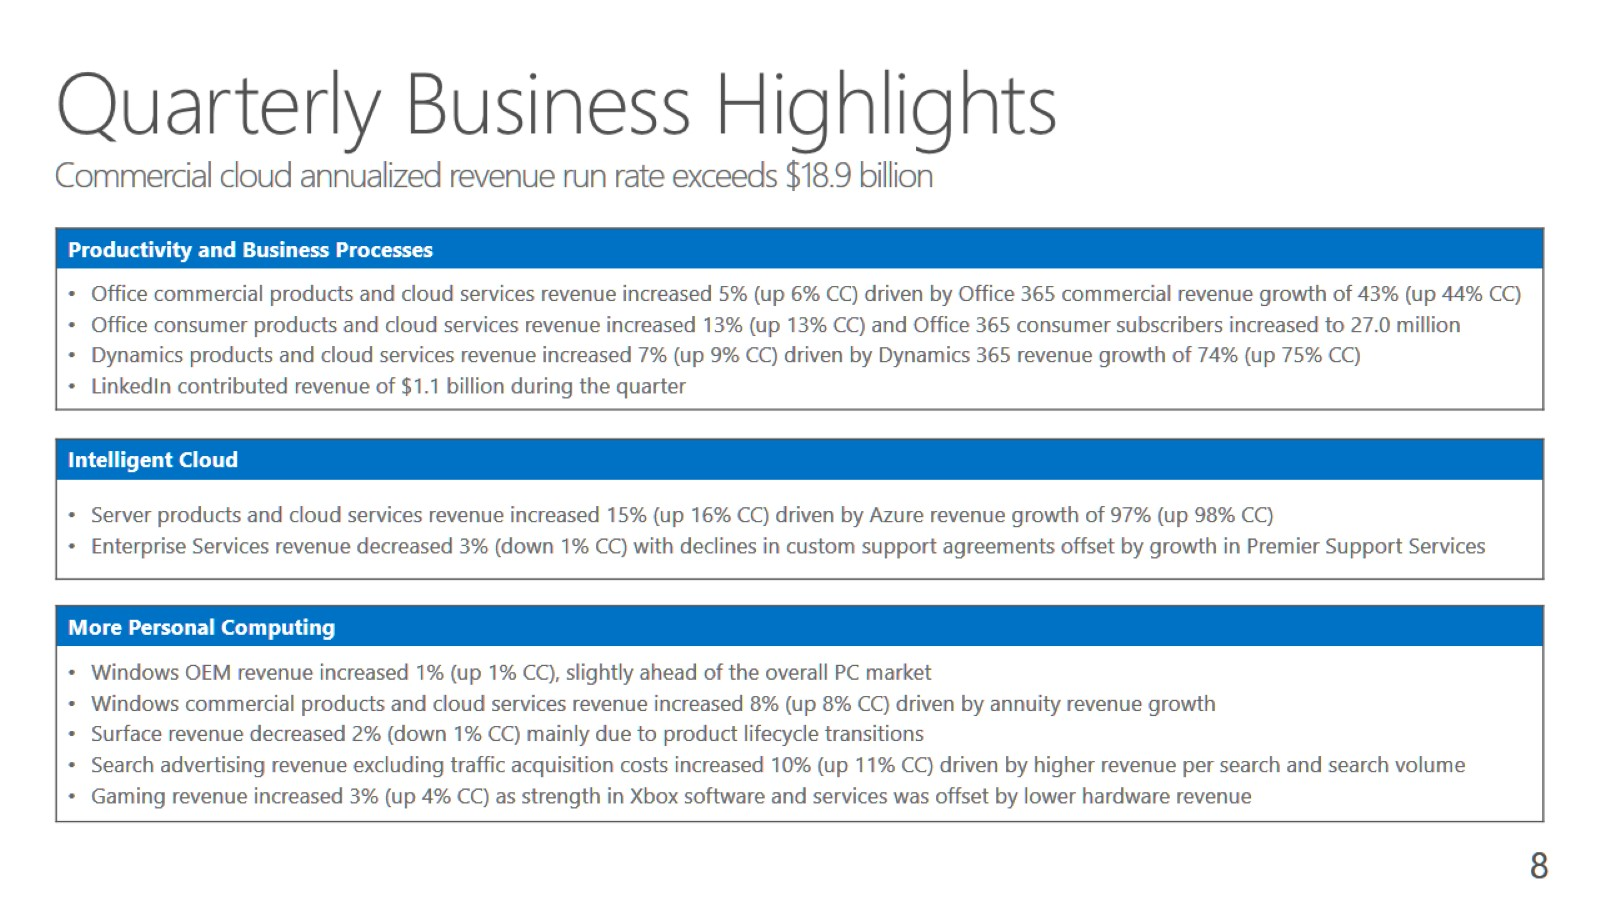 Quarterly Business Highlights
Commercial cloud annualized revenue run rate exceeds $18.9 billion
Productivity and Business Processes
• Office commercial products and cloud services revenue increased 5% (up 6% CC) driven by Office 365 commercial revenue growth of 43% (up 44% CC)
• Office consumer products and cloud services revenue increased 13% (up 13% CC) and Office 365 consumer subscribers increased to 27.0 million
• Dynamics products and cloud services revenue increased 7% (up 9% CC) driven by Dynamics 365 revenue growth of 74% (up 75% CC)
• LinkedIn contributed revenue of $1.1 billion during the quarter
Intelligent Cloud
• Server products and cloud services revenue increased 15% (up 16% CC) driven by Azure revenue growth of 97% (up 98% CC)
• Enterprise Services revenue decreased 3% (down 1% CC) with declines in custom support agreements offset by growth in Premier Support Services
More Personal Computing
• Windows OEM revenue increased 1% (up 1% CC), slightly ahead of the overall PC market
• Windows commercial products and cloud services revenue increased 8% (up 8% CC) driven by annuity revenue growth
• Surface revenue decreased 2% (down 1% CC) mainly due to product lifecycle transitions
• Search advertising revenue excluding traffic acquisition costs increased 10% (up 11% CC) driven by higher revenue per search and search volume
• Gaming revenue increased 3% (up 4% CC) as strength in Xbox software and services was offset by lower hardware revenue
8